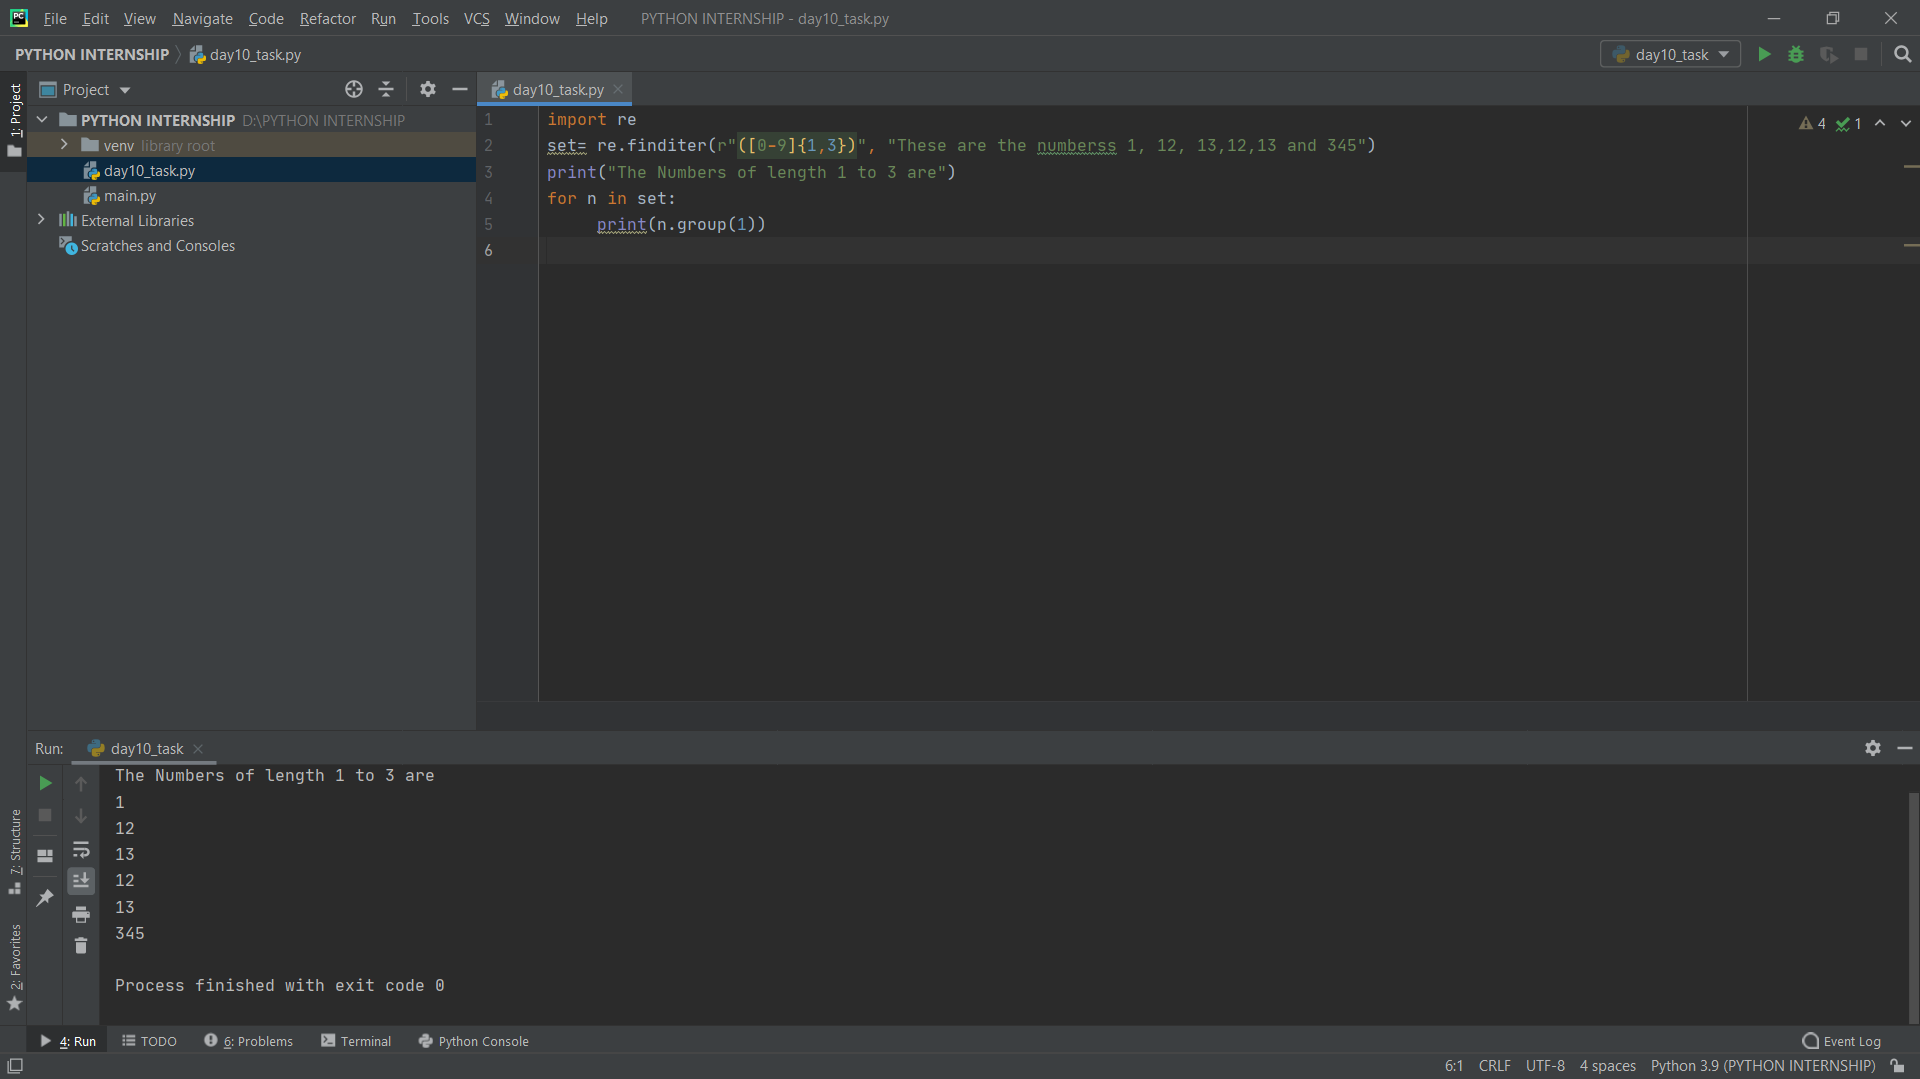 File Edit View Navigate Code Refactor Run Tools VCS Window Help PYTHON INTERNSHIP - day10_task.py
PYTHON INTERNSHIP day10_task.py day10_task
Project day10_task.py
1: Project
PYTHON INTERNSHIP D:\PYTHON INTERNSHIP
venv library root
day10_task.py
main.py
External Libraries
Scratches and Consoles
1 import re
2 set= re.finditer(r"([0-9]{1,3})", "These are the numberss 1, 12, 13,12,13 and 345")
3 print("The Numbers of length 1 to 3 are")
4 for n in set:
5 print(n.group(1))
6
4 1
Run: day10_task
The Numbers of length 1 to 3 are
1
12
13
12
13
345
Process finished with exit code 0
7: Structure
2: Favorites
4: Run TODO 6: Problems Terminal Python Console Event Log
6:1 CRLF UTF-8 4 spaces Python 3.9 (PYTHON INTERNSHIP)